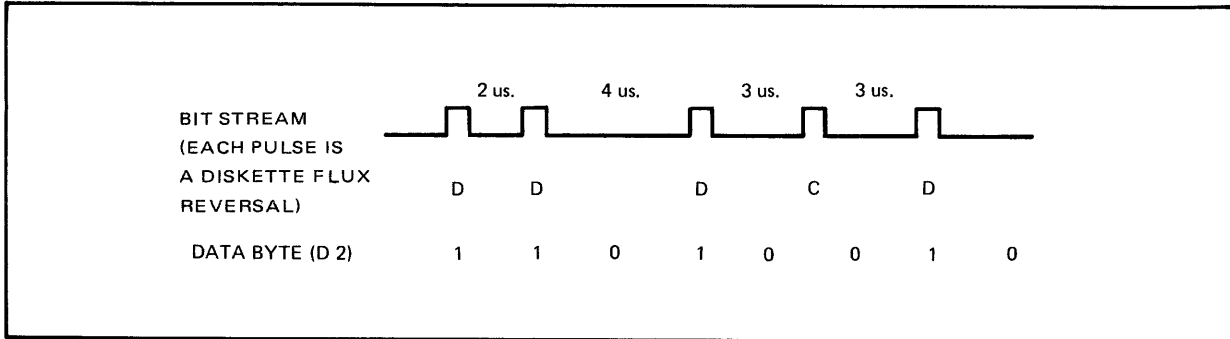 2 us. 4 us. 3 us. 3 us.
BIT STREAM
(EACH PULSE IS
A DISKETTE FLUX
REVERSAL)
D D D C D
DATA BYTE (D 2) 1 1 0 1 0 0 1 0